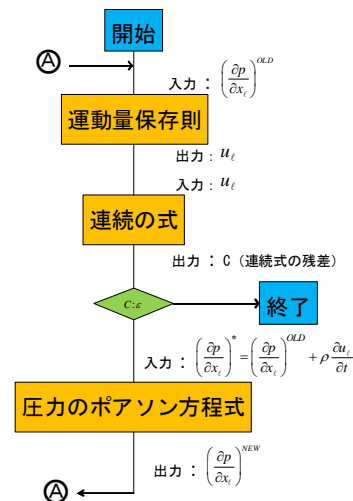 開始
Ⓐ
入力 : (∂p/∂x_ℓ)^OLD
運動量保存則
出力 : u_ℓ
入力 : u_ℓ
連続の式
出力 : C (連続式の残差)
C:ε
終了
入力 : (∂p/∂x_ℓ)^* = (∂p/∂x_ℓ)^OLD + ρ ∂u_ℓ/∂t
圧力のポアソン方程式
出力 : (∂p/∂x_ℓ)^NEW
Ⓐ